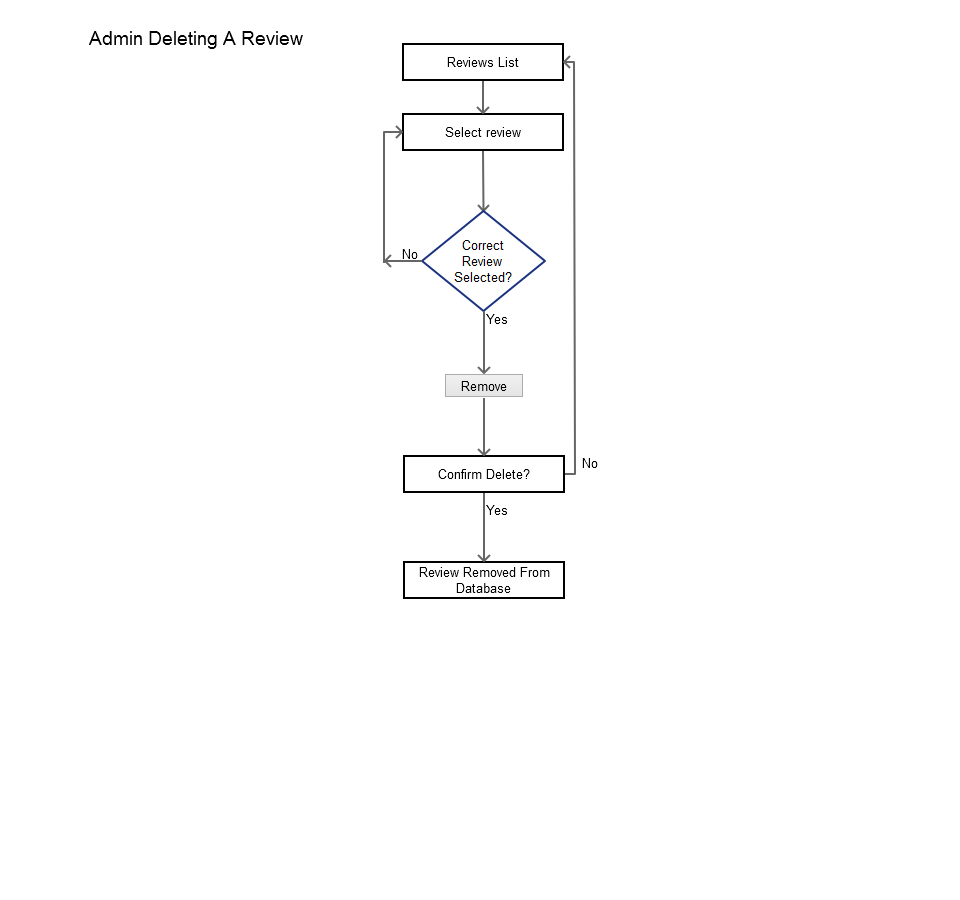 Admin Deleting A Review
Reviews List
Select review
Correct
Review
Selected?
No
Yes
Remove
Confirm Delete?
No
Yes
Review Removed From
Database